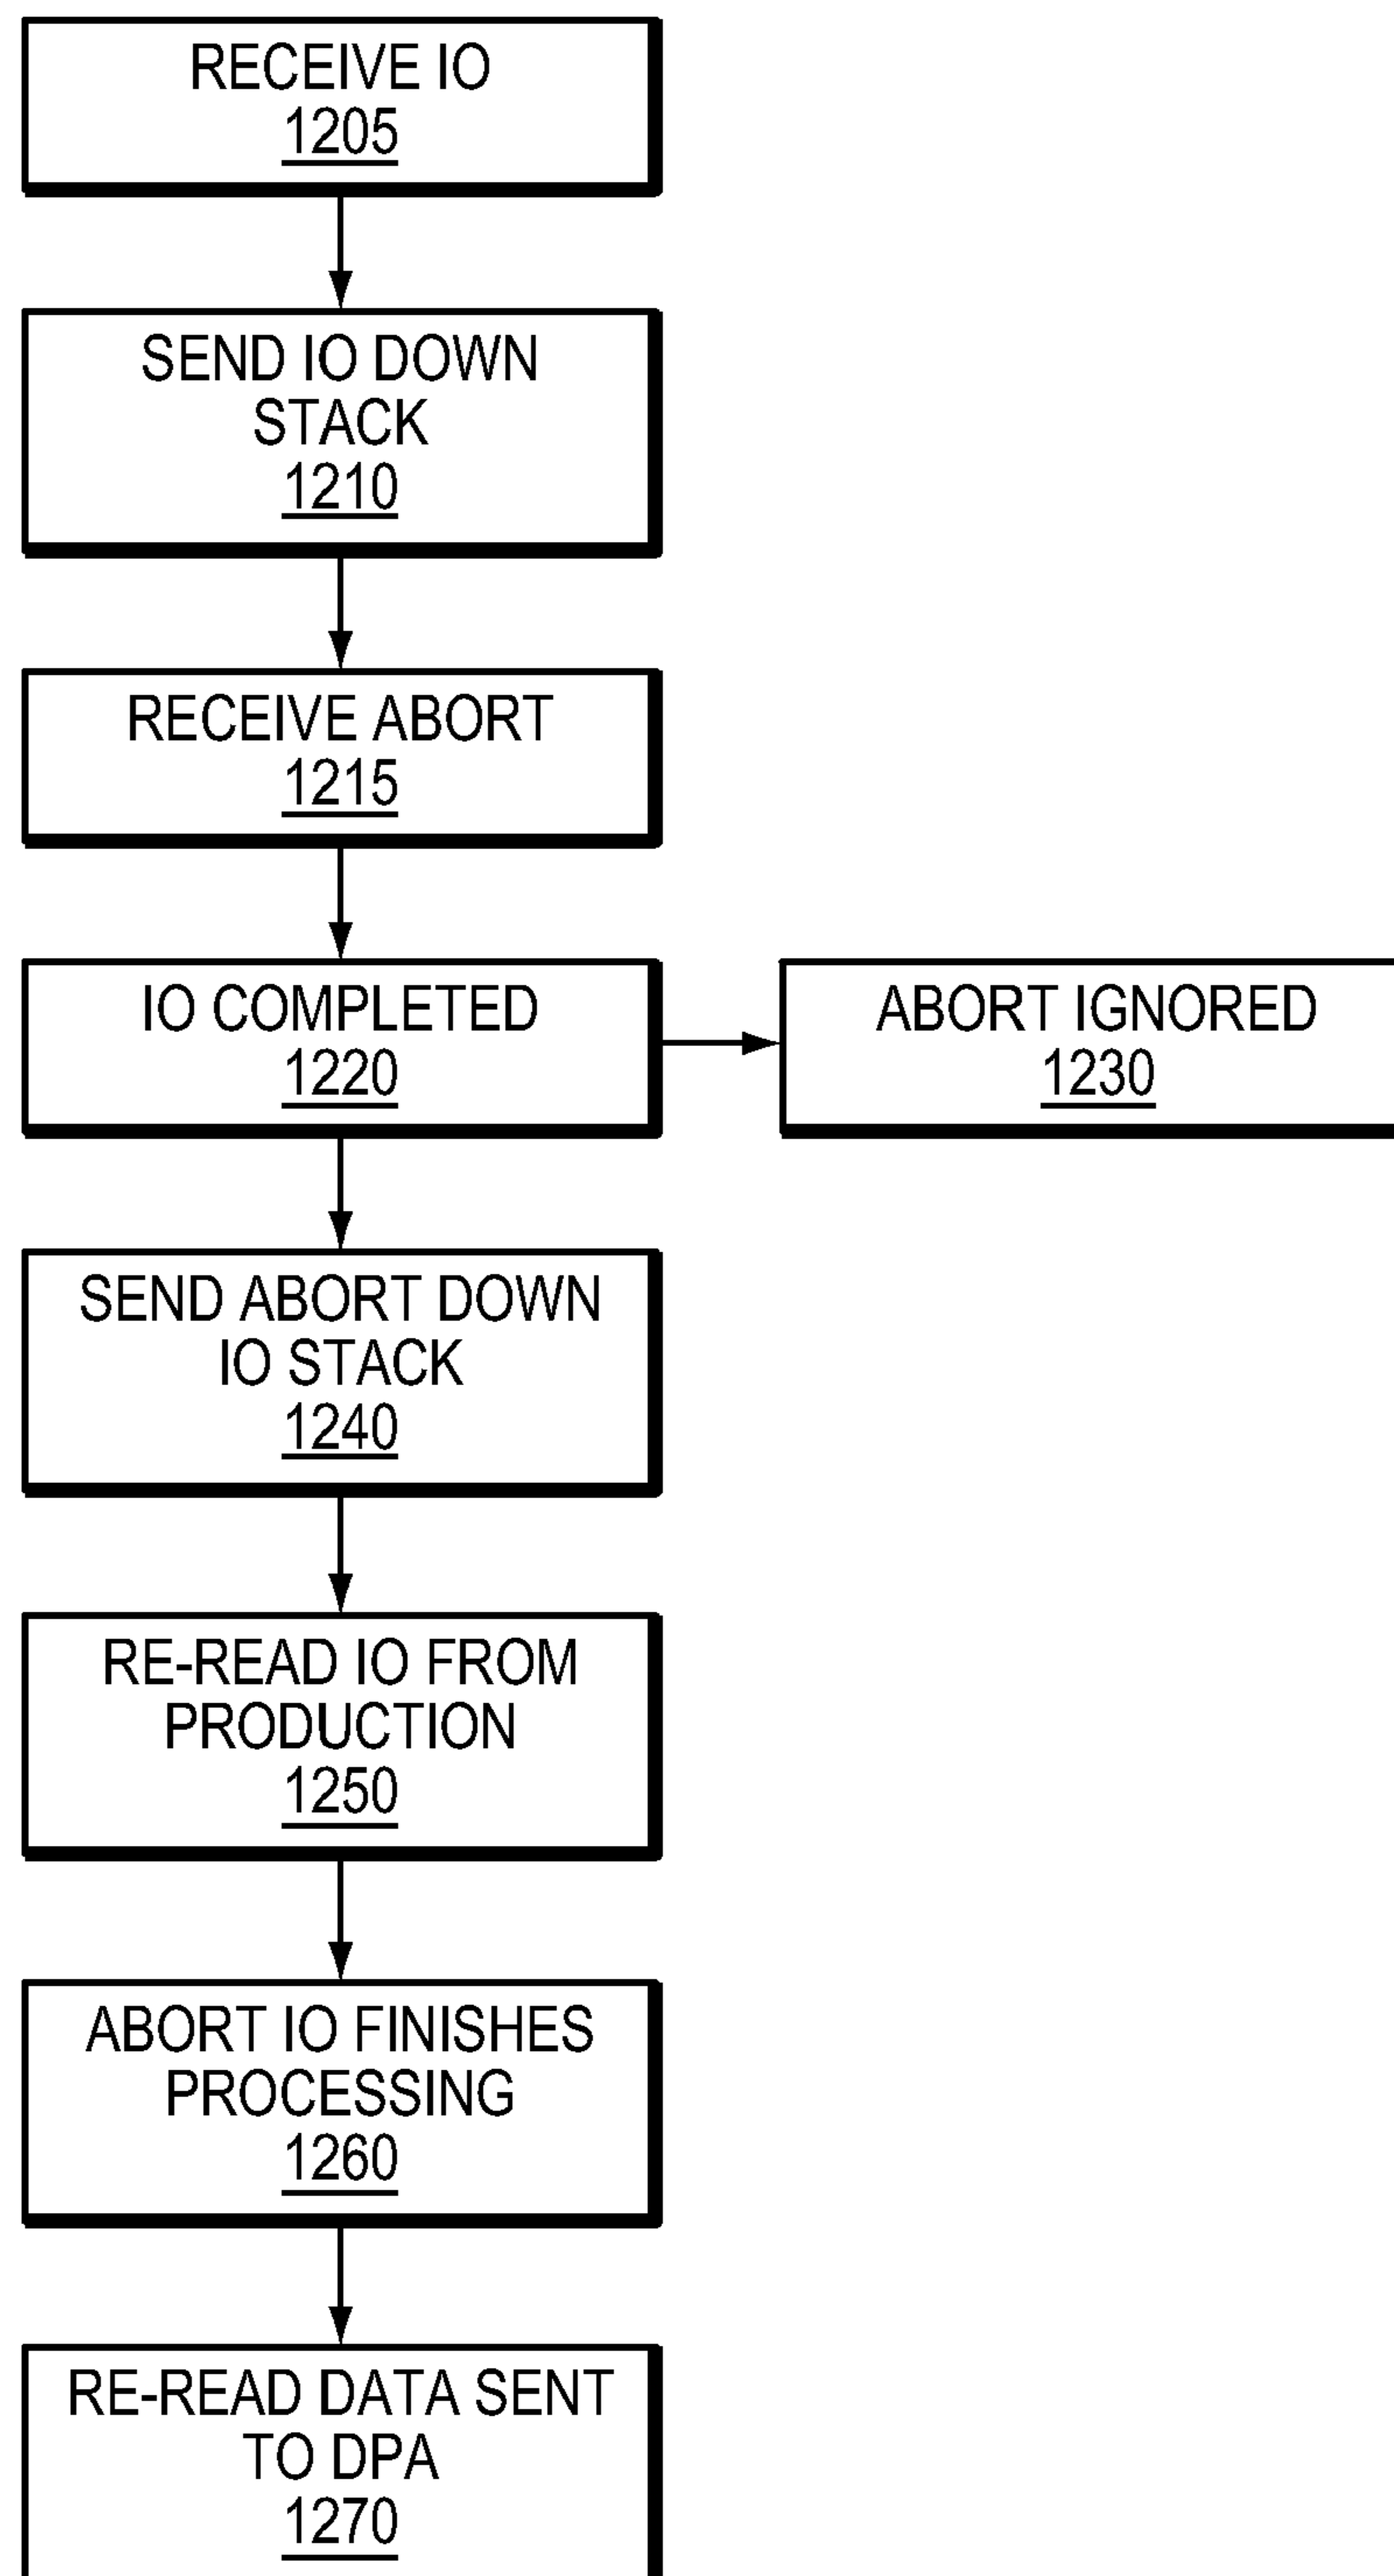 RECEIVE IO
1205
SEND IO DOWN
STACK
1210
RECEIVE ABORT
1215
IO COMPLETED
1220
ABORT IGNORED
1230
SEND ABORT DOWN
IO STACK
1240
RE-READ IO FROM
PRODUCTION
1250
ABORT IO FINISHES
PROCESSING
1260
RE-READ DATA SENT
TO DPA
1270